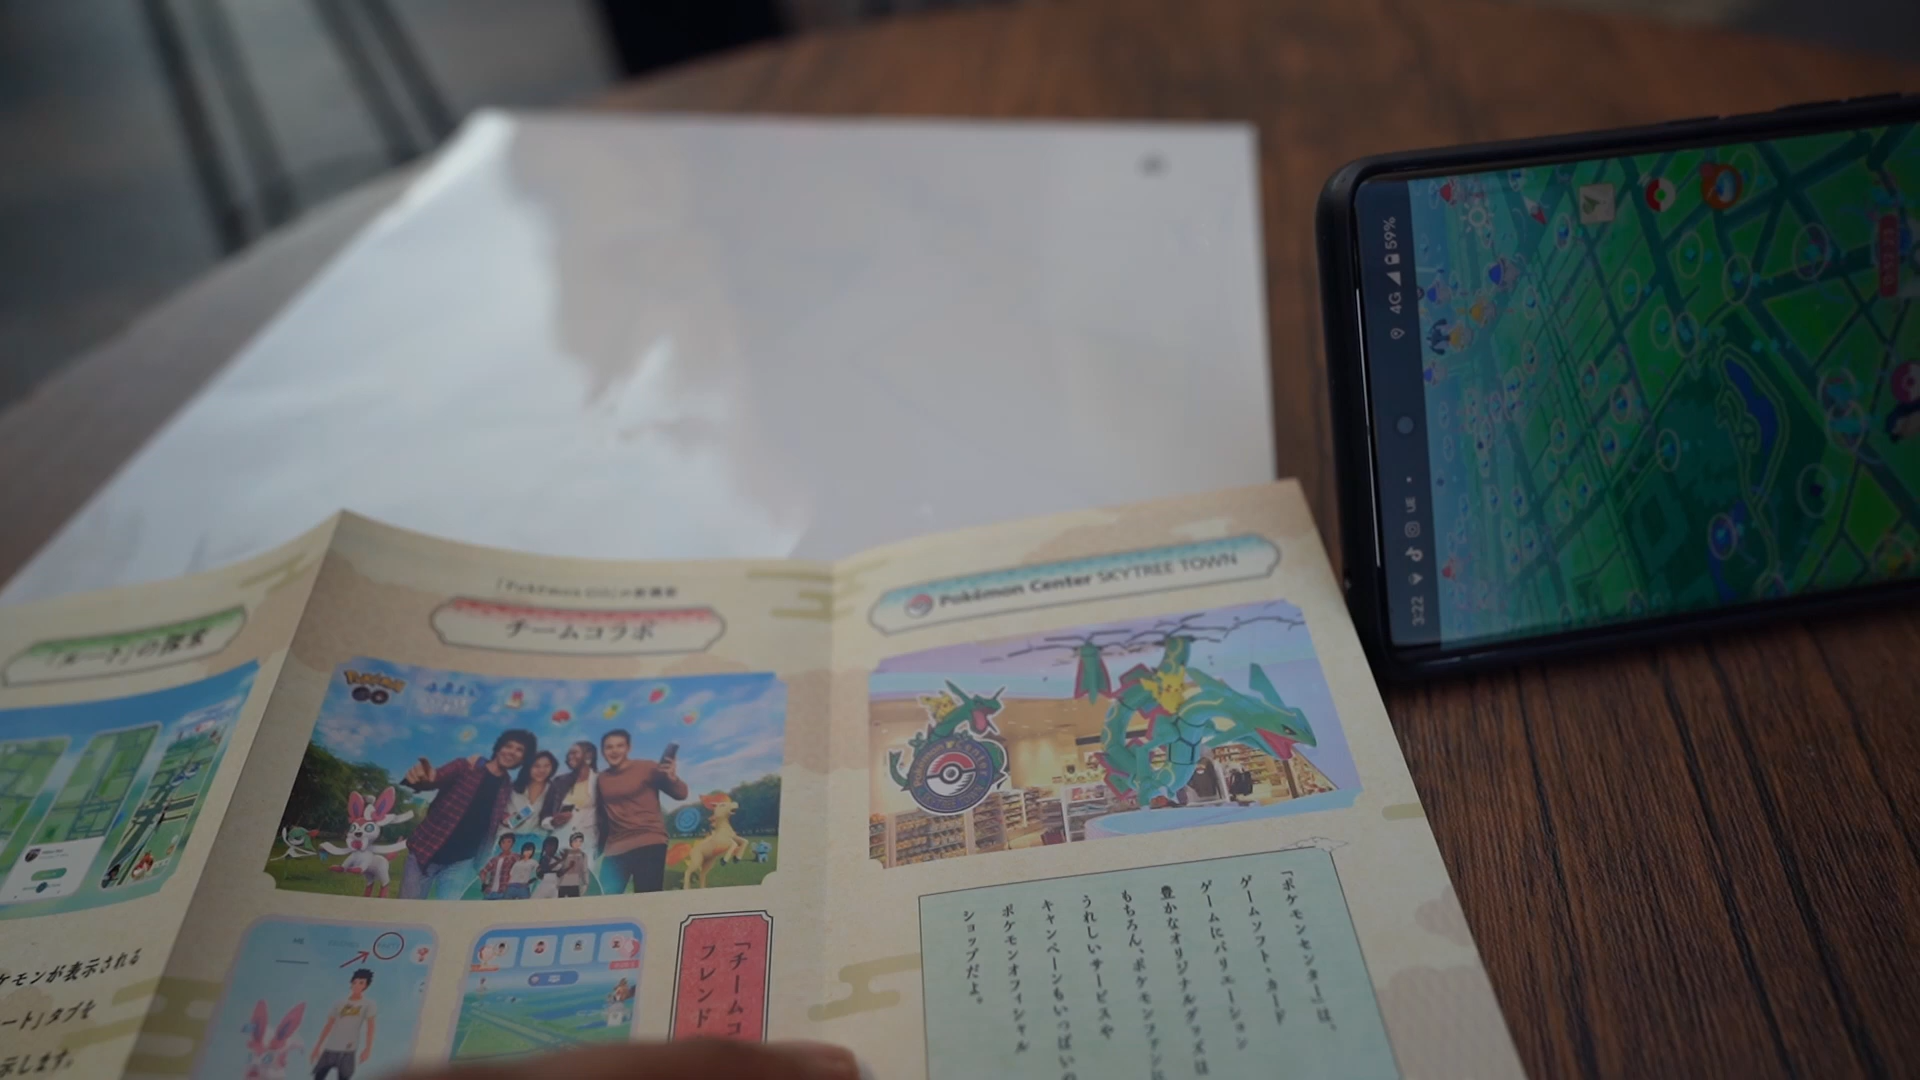 「ルート」の探索
ケモンが表示される
ート」タブを
示します。
「Pokémon GO」の新機能
チームコラボ
Pokémon
GO
「チームコ
フレンド
Pokémon Center SKYTREE TOWN
「ポケモンセンター」は、
ゲームソフト・カード
ゲームにバリエーション
豊かなオリジナルグッズは
もちろん、ポケモンファンに
うれしいサービスや
キャンペーンもいっぱいの
ポケモンオフィシャル
ショップだよ。
3:22
UE
4G
59%